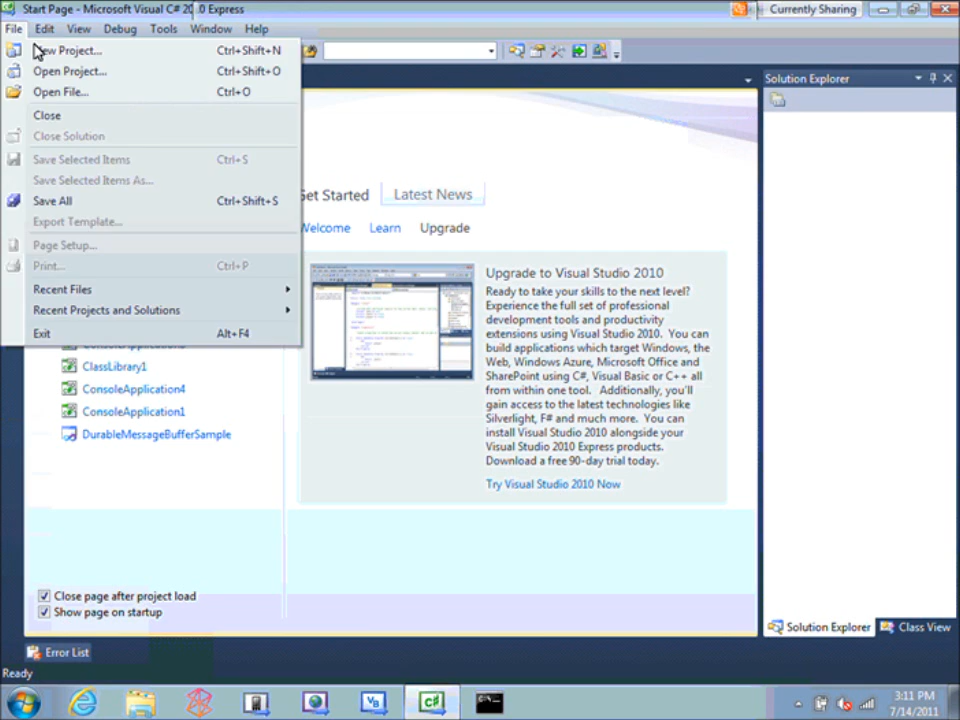 Start Page - Microsoft Visual C# 20 0 Express
Currently Sharing
File Edit View Debug Tools Window Help
New Project... Ctrl+Shift+N
Open Project... Ctrl+Shift+O
Open File... Ctrl+O
Close
Close Solution
Save Selected Items Ctrl+S
Save Selected Items As...
Save All Ctrl+Shift+S
Export Template...
Page Setup...
Print... Ctrl+P
Recent Files
Recent Projects and Solutions
Exit Alt+F4
Solution Explorer
Get Started Latest News
Welcome Learn Upgrade
Upgrade to Visual Studio 2010
Ready to take your skills to the next level?
Experience the full set of professional
development tools and productivity
extensions using Visual Studio 2010. You can
build applications which target Windows, the
Web, Windows Azure, Microsoft Office and
SharePoint using C#, Visual Basic or C++ all
from within one tool. Additionally, you'll
gain access to the latest technologies like
Silverlight, F# and much more. You can
install Visual Studio 2010 alongside your
Visual Studio 2010 Express products.
Download a free 90-day trial today.
Try Visual Studio 2010 Now
ClassLibrary1
ConsoleApplication4
ConsoleApplication1
DurableMessageBufferSample
Close page after project load
Show page on startup
Solution Explorer Class View
Error List
Ready
3:11 PM
7/14/2011